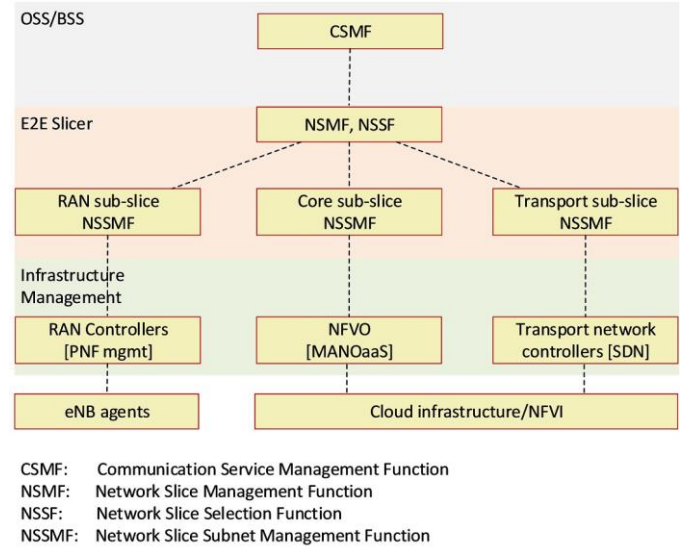 OSS/BSS
CSMF
E2E Slicer
NSMF, NSSF
RAN sub-slice
NSSMF
Core sub-slice
NSSMF
Transport sub-slice
NSSMF
Infrastructure
Management
RAN Controllers
[PNF mgmt]
NFVO
[MANOaaS]
Transport network
controllers [SDN]
eNB agents
Cloud infrastructure/NFVI
CSMF: Communication Service Management Function
NSMF: Network Slice Management Function
NSSF: Network Slice Selection Function
NSSMF: Network Slice Subnet Management Function